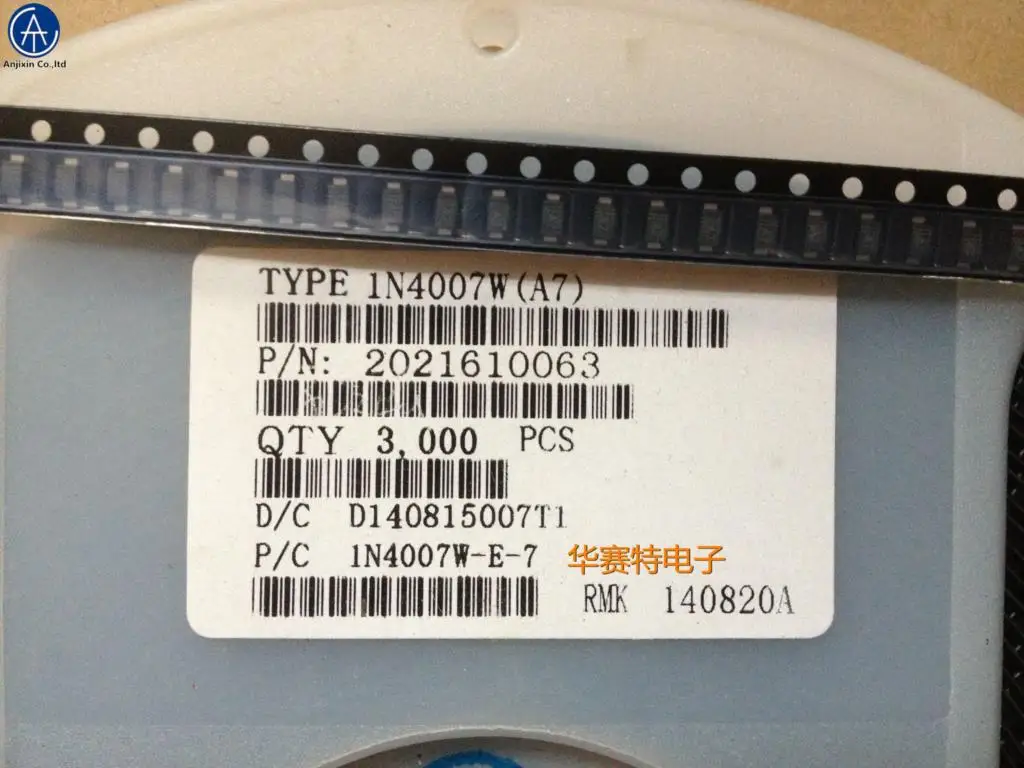 Anjixin Co.,ltd
TYPE 1N4007W(A7)
P/N: 2021610063
QTY 3,000 PCS
D/C D140815007T1
P/C 1N4007W-E-7 华赛特电子
RMK 140820A